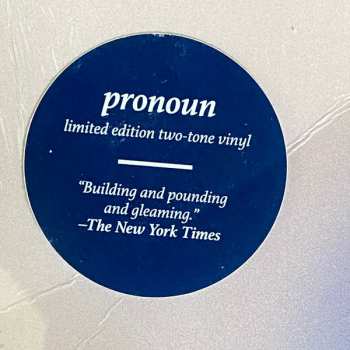 pronoun
limited edition two-tone vinyl
“Building and pounding
and gleaming.”
–The New York Times